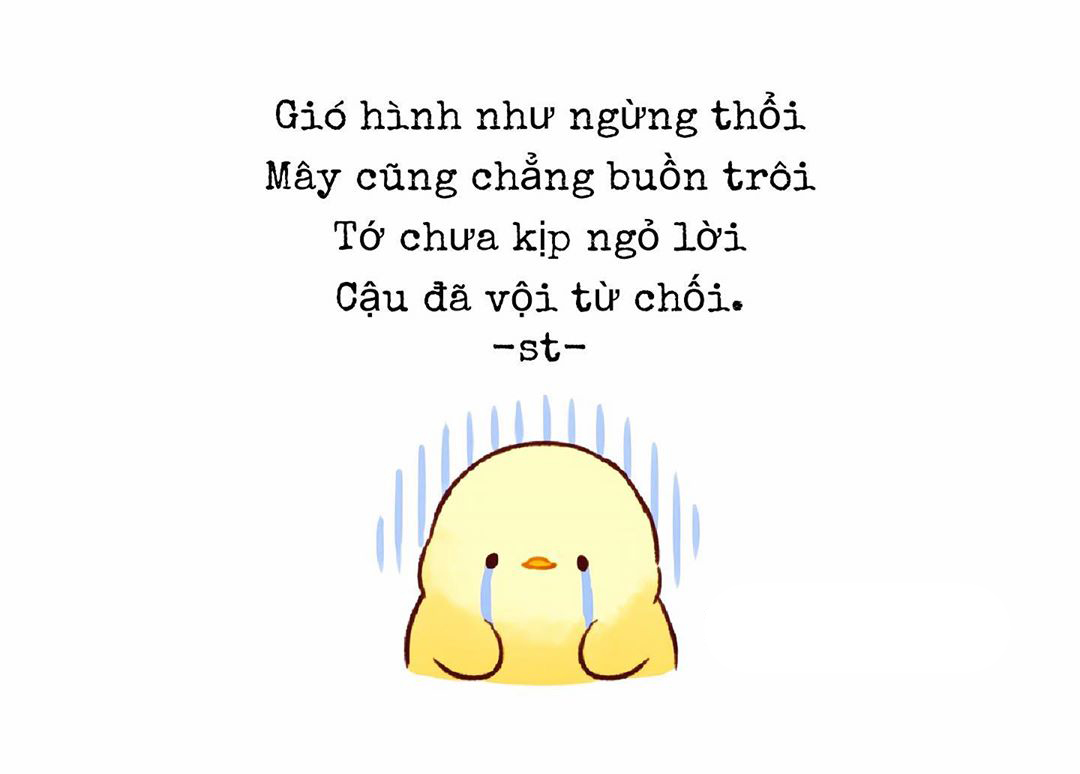 Gió hình như ngừng thổi
Mây cũng chẳng buồn trôi
Tớ chưa kịp ngỏ lời
Cậu đã vội từ chối.
-st-